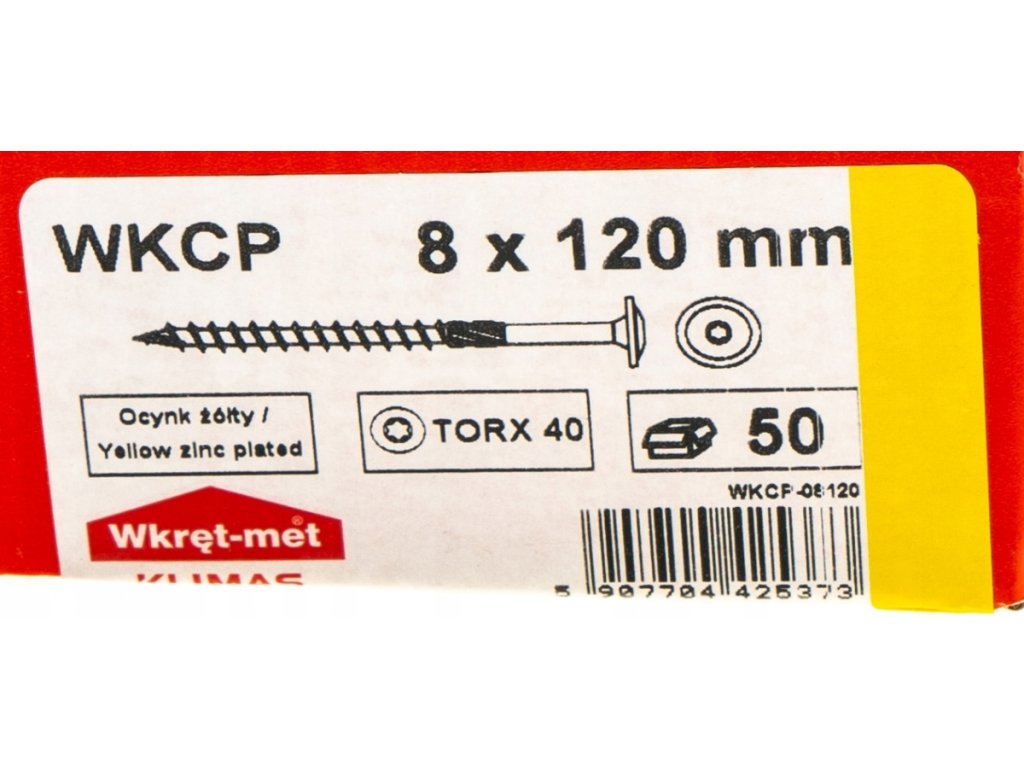 WKCP 8 x 120 mm
Ocynk żółty /
Yellow zinc plated
TORX 40
50
WKCP-08120
Wkręt-met®
KLIMAS
5 907704 425373